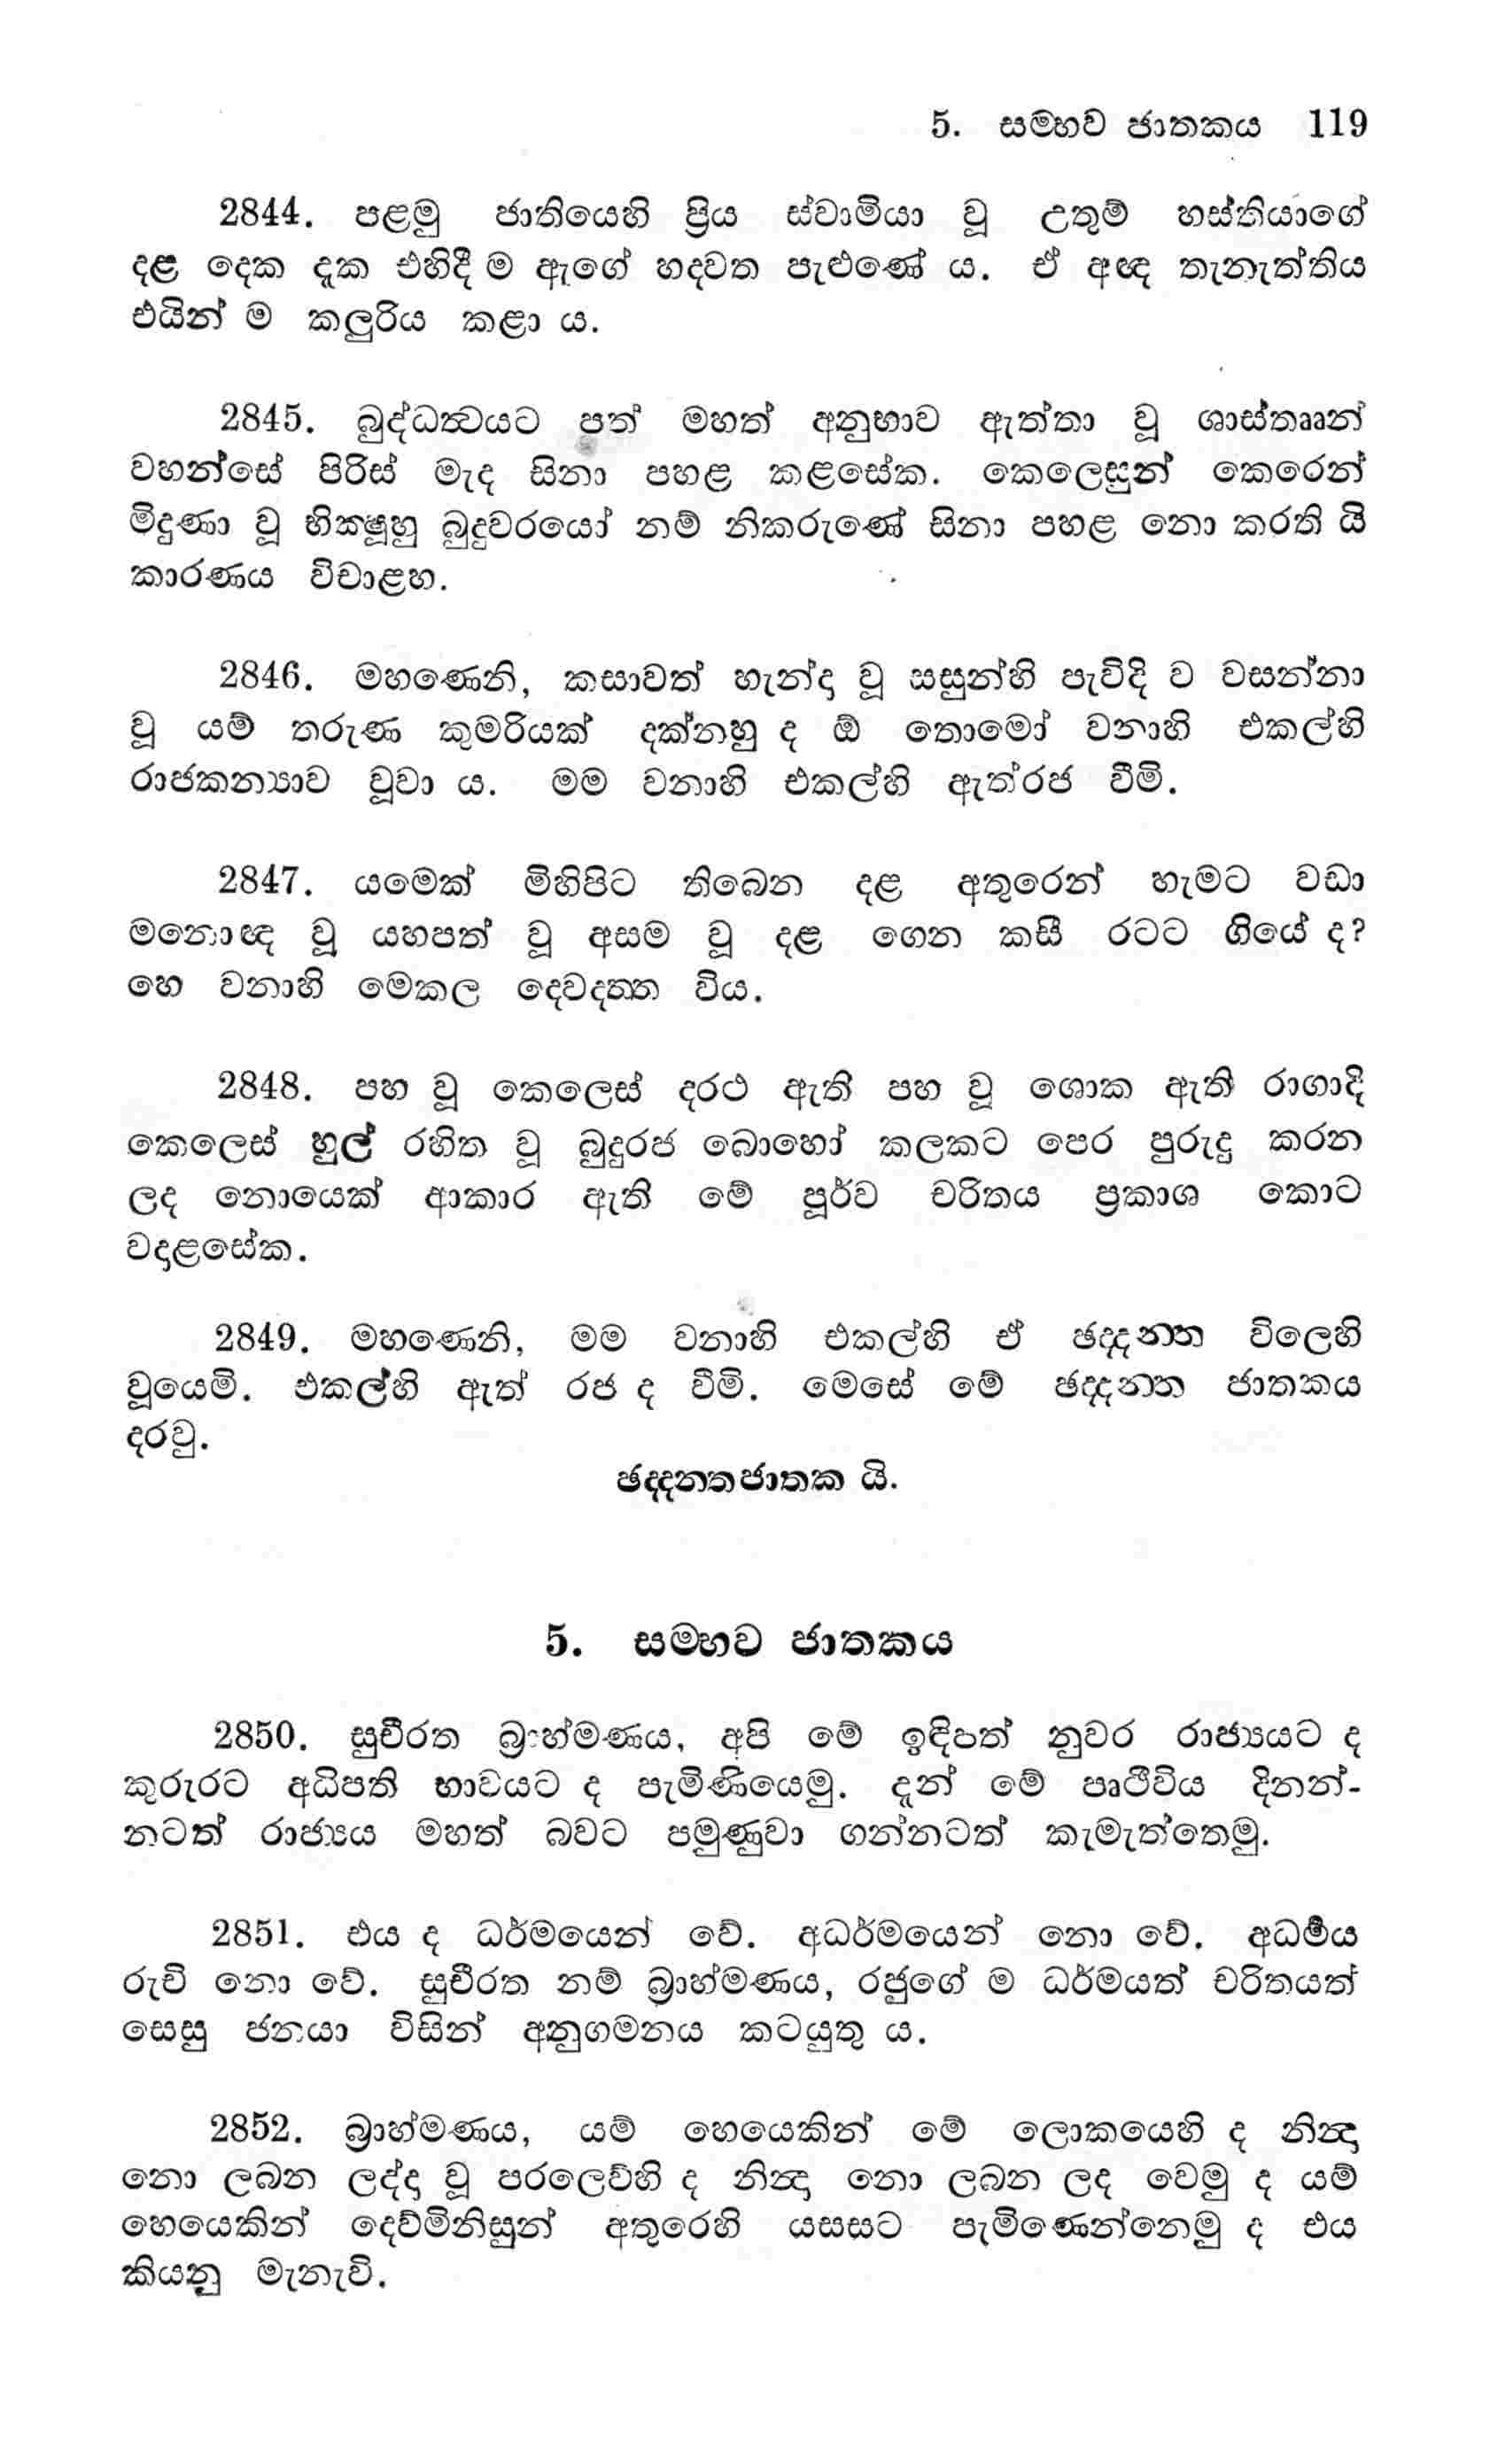 5. සම්භව ජාතකය 119
2844. පළමු ජාතියෙහි ප්‍රිය ස්වාමියා වූ උතුම් හස්තියාගේ
දළ දෙක දැක එහිදී ම ඇගේ හදවත පැළුණේ ය. ඒ අඥ තැනැත්තිය
එයින් ම කලුරිය කළා ය.
2845. බුද්ධත්‍වයට පත් මහත් අනුභාව ඇත්තා වූ ශාස්තෲන්
වහන්සේ පිරිස් මැද සිනා පහළ කළසේක. කෙලෙසුන් කෙරෙන්
මිදුණා වූ භික්‍ෂූහු බුදුවරයෝ නම් නිකරුණේ සිනා පහළ නො කරති යි
කාරණය විචාළහ.
2846. මහණෙනි, කසාවත් හැන්ද වූ සසුන්හි පැවිදි ව වසන්නා
වූ යම් තරුණ කුමරියක් දක්නහු ද ඕ තොමෝ වනාහි එකල්හි
රාජකන්‍යාව වූවා ය. මම වනාහි එකල්හි ඇත්රජ වීමි.
2847. යමෙක් මිහිපිට තිබෙන දළ අතුරෙන් හැමට වඩා
මනොඥ වූ යහපත් වූ අසම වූ දළ ගෙන කසී රටට ගියේ ද?
හෙ වනාහි මෙකල දෙවදත්ත විය.
2848. පහ වූ කෙලෙස් දරථ ඇති පහ වූ ශොක ඇති රාගාදි
කෙලෙස් හුල් රහිත වූ බුදුරජ බොහෝ කලකට පෙර පුරුදු කරන
ලද නොයෙක් ආකාර ඇති මේ පූර්ව චරිතය ප්‍රකාශ කොට
වදාළසේක.
2849. මහණෙනි, මම වනාහි එකල්හි ඒ ඡද්දන්ත විලෙහි
වූයෙමි. එකල්හි ඇත් රජ ද වීමි. මෙසේ මේ ඡද්දන්ත ජාතකය
දරවු.
ඡද්දන්තජාතක යි.
5. සම්භව ජාතකය
2850. සුචීරත බ්‍රාහ්මණය, අපි මේ ඉඳිපත් නුවර රාජ්‍යයට ද
කුරුරට අධිපති භාවයට ද පැමිණියෙමු. දැන් මේ පෘථිවිය දිනන්-
නටත් රාජ්‍යය මහත් බවට පමුණුවා ගන්නටත් කැමැත්තෙමු.
2851. එය ද ධර්මයෙන් වේ. අධර්මයෙන් නො වේ. අධර්‍මය
රුචි නො වේ. සුචීරත නම් බ්‍රාහ්මණය, රජුගේ ම ධර්මයත් චරිතයත්
සෙසු ජනයා විසින් අනුගමනය කටයුතු ය.
2852. බ්‍රාහ්මණය, යම් හෙයෙකින් මේ ලොකයෙහි ද නින්‍දා
නො ලබන ලද්ද වූ පරලෙව්හි ද නින්‍දා නො ලබන ලද වෙමු ද යම්
හෙයෙකින් දෙව්මිනිසුන් අතුරෙහි යසසට පැමිණෙන්නෙමු ද එය
කියනු මැනැවි.